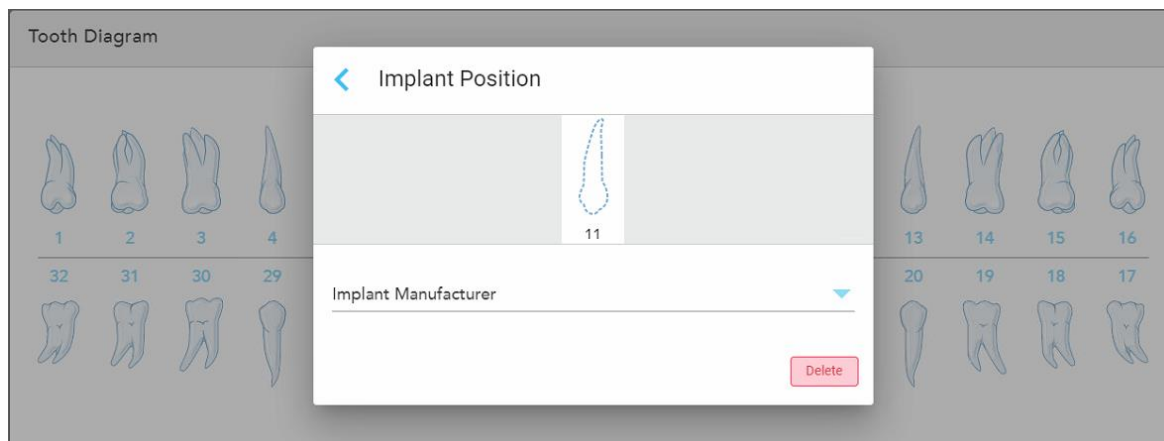 Tooth Diagram
Implant Position
11
1 2 3 4 13 14 15 16
32 31 30 29 20 19 18 17
Implant Manufacturer
Delete